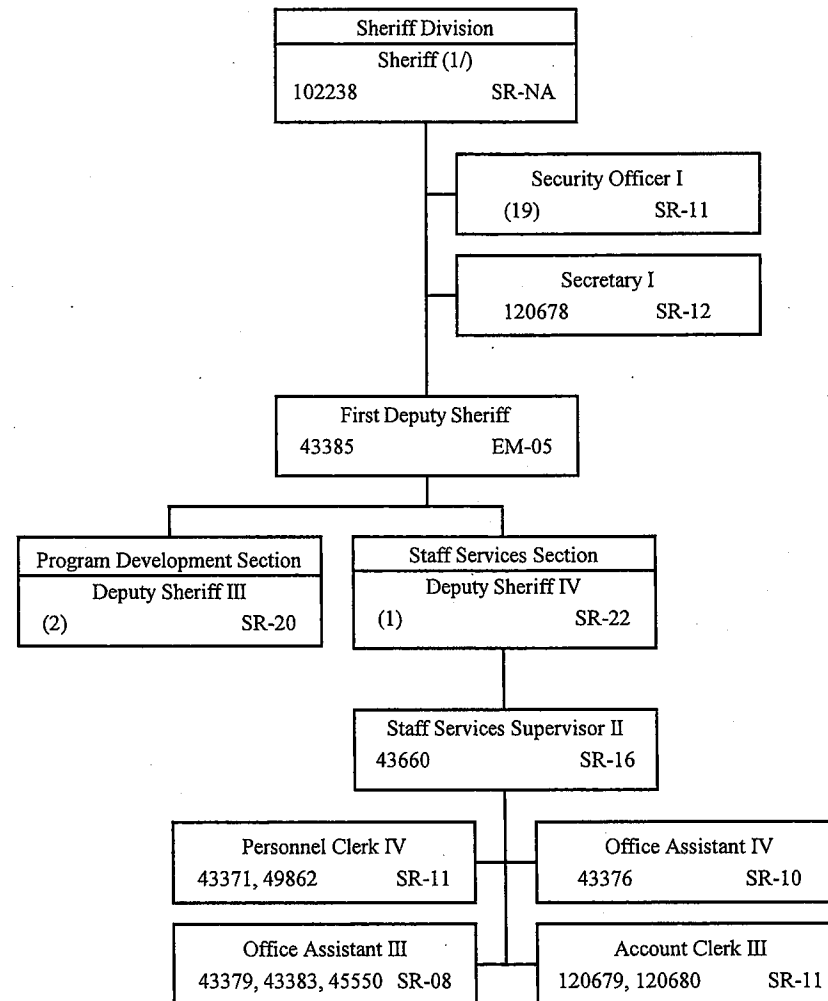 Sheriff Division
Sheriff (1/)
102238 SR-NA
Security Officer I
(19) SR-11
Secretary I
120678 SR-12
First Deputy Sheriff
43385 EM-05
Program Development Section
Deputy Sheriff III
(2) SR-20
Staff Services Section
Deputy Sheriff IV
(1) SR-22
Staff Services Supervisor II
43660 SR-16
Personnel Clerk IV
43371, 49862 SR-11
Office Assistant IV
43376 SR-10
Office Assistant III
43379, 43383, 45550 SR-08
Account Clerk III
120679, 120680 SR-11